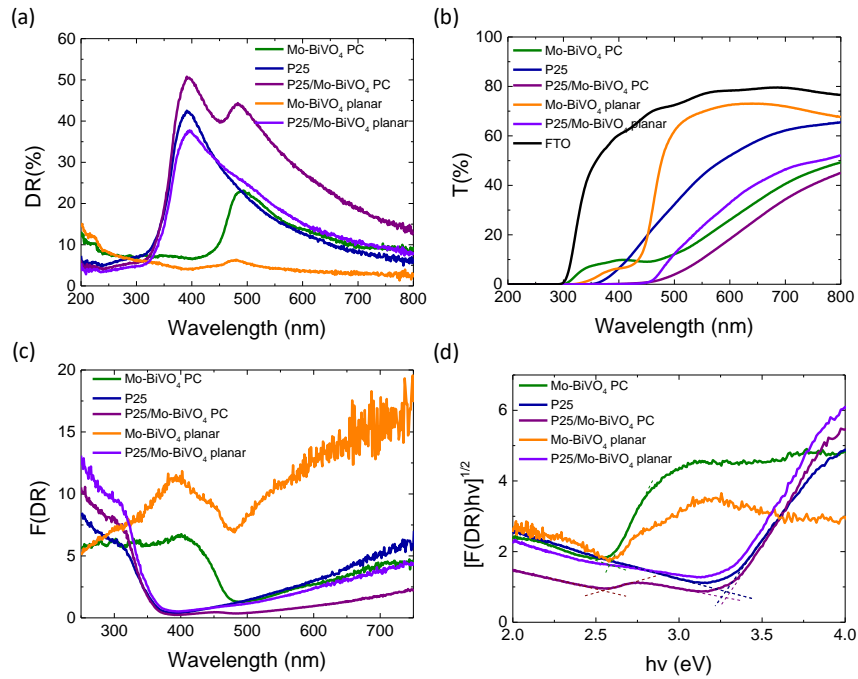 (a)
60
50
40
30
20
10
0
DR(%)
Mo-BiVO₄ PC
P25
P25/Mo-BiVO₄ PC
Mo-BiVO₄ planar
P25/Mo-BiVO₄ planar
200 300 400 500 600 700 800
Wavelength (nm)
(b)
100
80
60
40
20
0
T(%)
Mo-BiVO₄ PC
P25
P25/Mo-BiVO₄ PC
Mo-BiVO₄ planar
P25/Mo-BiVO₄ planar
FTO
200 300 400 500 600 700 800
Wavelength (nm)
(c)
20
15
10
5
0
F(DR)
Mo-BiVO₄ PC
P25
P25/Mo-BiVO₄ PC
Mo-BiVO₄ planar
P25/Mo-BiVO₄ planar
300 400 500 600 700
Wavelength (nm)
(d)
6
4
2
0
[F(DR)hν]¹ᐟ²
Mo-BiVO₄ PC
P25
P25/Mo-BiVO₄ PC
Mo-BiVO₄ planar
P25/Mo-BiVO₄ planar
2.0 2.5 3.0 3.5 4.0
hν (eV)